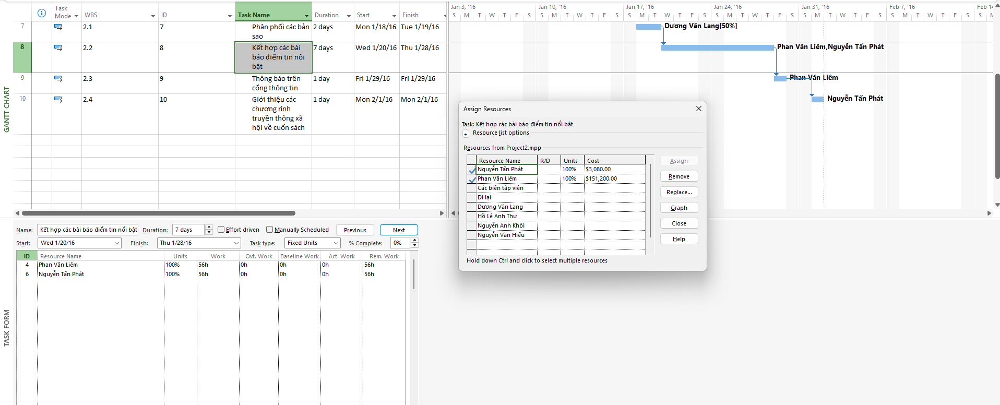 Task Mode WBS ID Task Name Duration Start Finish
7 2.1 7 Phân phối các bản sao 2 days Mon 1/18/16 Tue 1/19/16
8 2.2 8 Kết hợp các bài báo điểm tin nổi bật 7 days Wed 1/20/16 Thu 1/28/16
9 2.3 9 Thông báo trên cổng thông tin 1 day Fri 1/29/16 Fri 1/29/16
10 2.4 10 Giới thiệu các chương rình truyền thông xã hội về cuốn sách 1 day Mon 2/1/16 Mon 2/1/16
GANTT CHART
Jan 3, '16 Jan 10, '16 Jan 17, '16 Jan 24, '16 Jan 31, '16 Feb 7, '16 Feb 14
S M T W T F S S M T W T F S S M T W T F S S M T W T F S S M T W T F S S M T W T F S S M
Dương Văn Lang[50%]
Phan Văn Liêm,Nguyễn Tấn Phát
Phan Văn Liêm
Nguyễn Tấn Phát
Assign Resources
Task: Kết hợp các bài báo điểm tin nổi bật
+ Resource list options
Resources from Project2.mpp
Resource Name R/D Units Cost
Nguyễn Tấn Phát 100% $3,080.00
Phan Văn Liêm 100% $151,200.00
Các biên tập viên
Đi lại
Dương Văn Lang
Hồ Lê Anh Thư
Nguyễn Anh Khôi
Nguyễn Văn Hiếu
Assign
Remove
Replace...
Graph
Close
Help
Hold down Ctrl and click to select multiple resources
Name: Kết hợp các bài báo điểm tin nổi bật Duration: 7 days Effort driven Manually Scheduled Previous Next
Start: Wed 1/20/16 Finish: Thu 1/28/16 Task type: Fixed Units % Complete: 0%
ID Resource Name Units Work Ovt. Work Baseline Work Act. Work Rem. Work
4 Phan Văn Liêm 100% 56h 0h 0h 0h 56h
6 Nguyễn Tấn Phát 100% 56h 0h 0h 0h 56h
TASK FORM